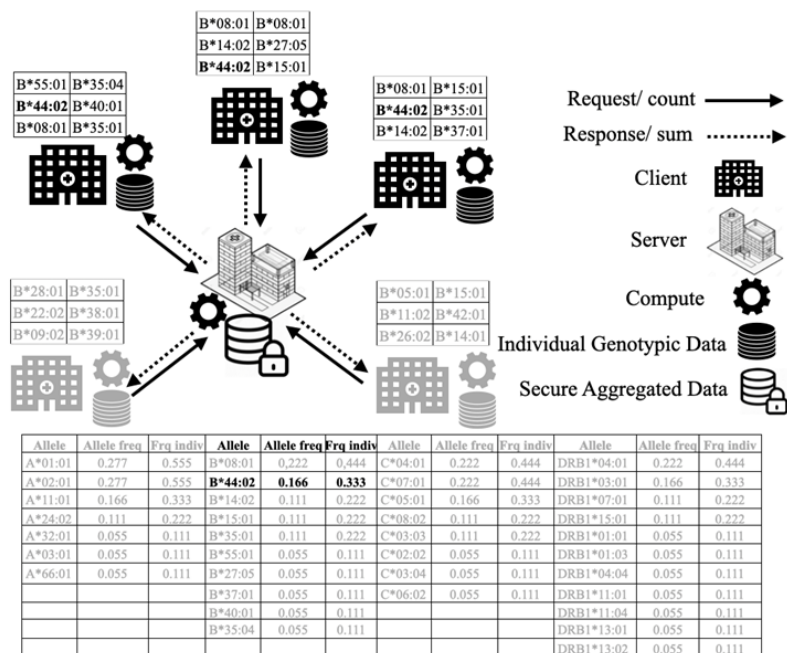 B*08:01 B*08:01
B*14:02 B*27:05
B*44:02 B*15:01
B*55:01 B*35:04
B*44:02 B*40:01
B*08:01 B*35:01
B*08:01 B*15:01
B*44:02 B*35:01
B*14:02 B*37:01
Request/ count
Response/ sum
Client
Server
Compute
Individual Genotypic Data
Secure Aggregated Data
B*28:01 B*35:01
B*22:02 B*38:01
B*09:02 B*39:01
B*05:01 B*15:01
B*11:02 B*42:01
B*26:02 B*14:01
Allele Allele freq Frq indiv Allele Allele freq Frq indiv Allele Allele freq Frq indiv Allele Allele freq Frq indiv
A*01:01 0.277 0.555 B*08:01 0,222 0,444 C*04:01 0.222 0.444 DRB1*04:01 0.222 0.444
A*02:01 0.277 0.555 B*44:02 0.166 0.333 C*07:01 0.222 0.444 DRB1*03:01 0.166 0.333
A*11:01 0.166 0.333 B*14:02 0.111 0.222 C*05:01 0.166 0.333 DRB1*07:01 0.111 0.222
A*24:02 0.111 0.222 B*15:01 0.111 0.222 C*08:02 0.111 0.222 DRB1*15:01 0.111 0.222
A*32:01 0.055 0.111 B*35:01 0.111 0.222 C*03:03 0.111 0.222 DRB1*01:01 0.055 0.111
A*03:01 0.055 0.111 B*55:01 0.055 0.111 C*02:02 0.055 0.111 DRB1*01:03 0.055 0.111
A*66:01 0.055 0.111 B*27:05 0.055 0.111 C*03:04 0.055 0.111 DRB1*04:04 0.055 0.111
B*37:01 0.055 0.111 C*06:02 0.055 0.111 DRB1*11:01 0.055 0.111
B*40:01 0.055 0.111 DRB1*11:04 0.055 0.111
B*35:04 0.055 0.111 DRB1*13:01 0.055 0.111
DRB1*13:02 0.055 0.111